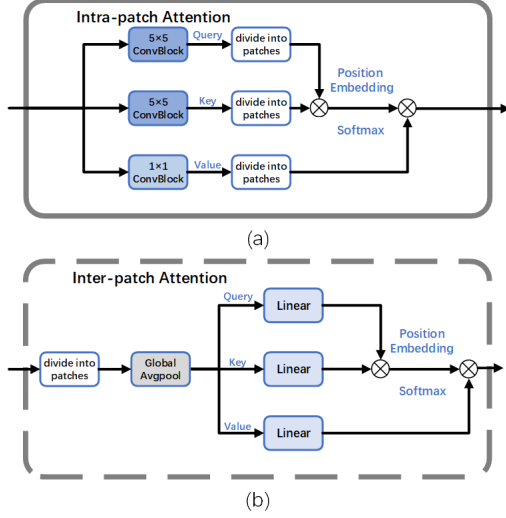 Intra-patch Attention
5×5
ConvBlock
Query
divide into
patches
Position
Embedding
5×5
ConvBlock
Key
divide into
patches
Softmax
1×1
ConvBlock
Value
divide into
patches
(a)
Inter-patch Attention
Query
Linear
Position
Embedding
divide into
patches
Global
Avgpool
Key
Linear
Softmax
Value
Linear
(b)